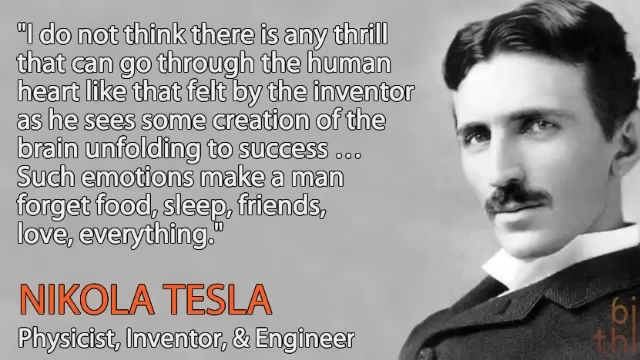 "I do not think there is any thrill
that can go through the human
heart like that felt by the inventor
as he sees some creation of the
brain unfolding to success ...
Such emotions make a man
forget food, sleep, friends,
love, everything."
NIKOLA TESLA
Physicist, Inventor, & Engineer